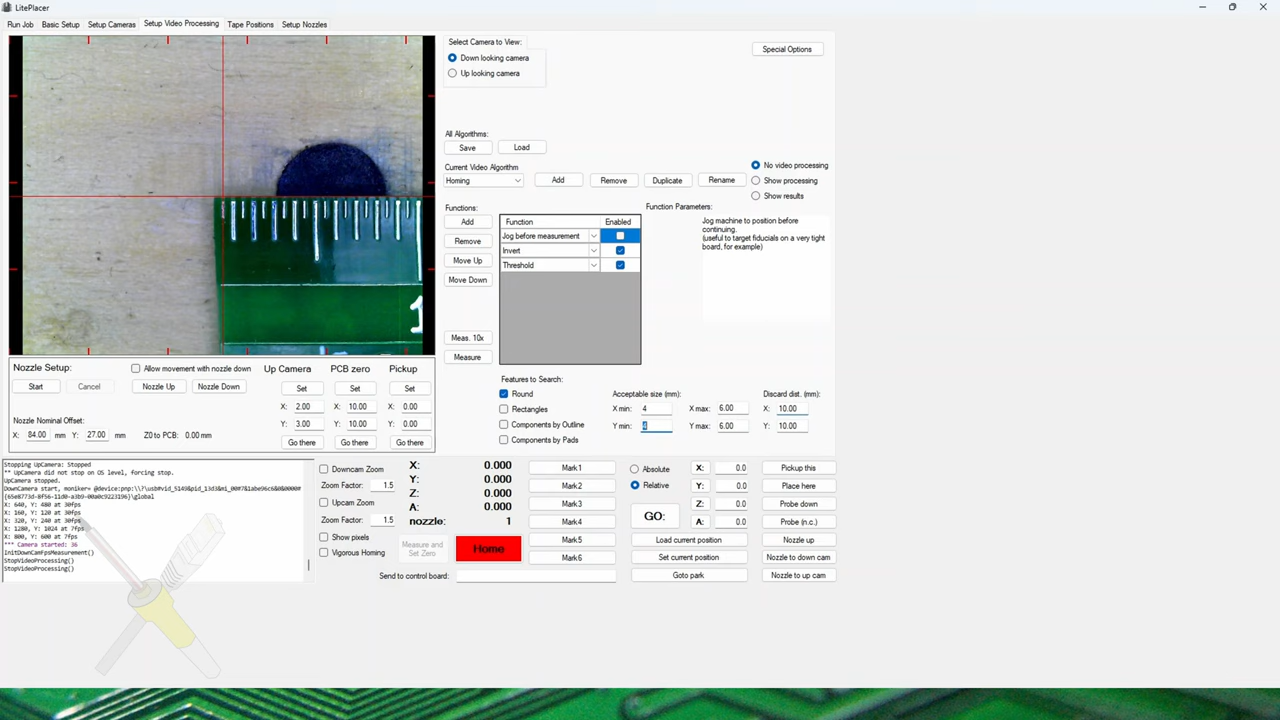 LitePlacer
Run Job Basic Setup Setup Cameras Setup Video Processing Tape Positions Setup Nozzles
Select Camera to View:
Down looking camera
Up looking camera
Special Options
All Algorithms:
Save Load
Current Video Algorithm
Homing Add Remove Duplicate Rename
No video processing
Show processing
Show results
Functions:
Add
Remove
Move Up
Move Down
Meas. 10x
Measure
Function Enabled
Jog before measurement
Invert
Threshold
Function Parameters:
Jog machine to position before
continuing.
(useful to target fiducials on a very tight
board, for example)
Features to Search:
Round
Rectangles
Components by Outline
Components by Pads
Acceptable size (mm):
X min: 4 X max: 6.00
Y min: 4 Y max: 6.00
Discard dist. (mm):
X: 10.00
Y: 10.00
Nozzle Setup:
Allow movement with nozzle down
Start Cancel Nozzle Up Nozzle Down
Nozzle Nominal Offset:
X: 84.00 mm Y: 27.00 mm Z0 to PCB: 0.00 mm
Up Camera PCB zero Pickup
Set Set Set
X: 2.00 X: 10.00 X: 0.00
Y: 3.00 Y: 10.00 Y: 0.00
Go there Go there Go there
Stopping UpCamera: Stopped
** UpCamera did not stop on OS level, forcing stop.
UpCamera stopped.
X: 640, Y: 480 at 30fps
X: 160, Y: 120 at 30fps
X: 320, Y: 240 at 30fps
X: 1280, Y: 1024 at 7fps
X: 800, Y: 600 at 7fps
*** Camera started: 36
InitDownCamFpsMeasurement()
StopVideoProcessing()
StopVideoProcessing()
Downcam Zoom
Zoom Factor: 1.5
Upcam Zoom
Zoom Factor: 1.5
Show pixels
Vigorous Homing
X: 0.000
Y: 0.000
Z: 0.000
A: 0.000
nozzle: 1
Measure and
Set Zero
Home
Send to control board:
Mark1
Mark2
Mark3
Mark4
Mark5
Mark6
Absolute
Relative
GO:
X: 0.0
Y: 0.0
Z: 0.0
A: 0.0
Load current position
Set current position
Goto park
Pickup this
Place here
Probe down
Probe (n.c.)
Nozzle up
Nozzle to down cam
Nozzle to up cam